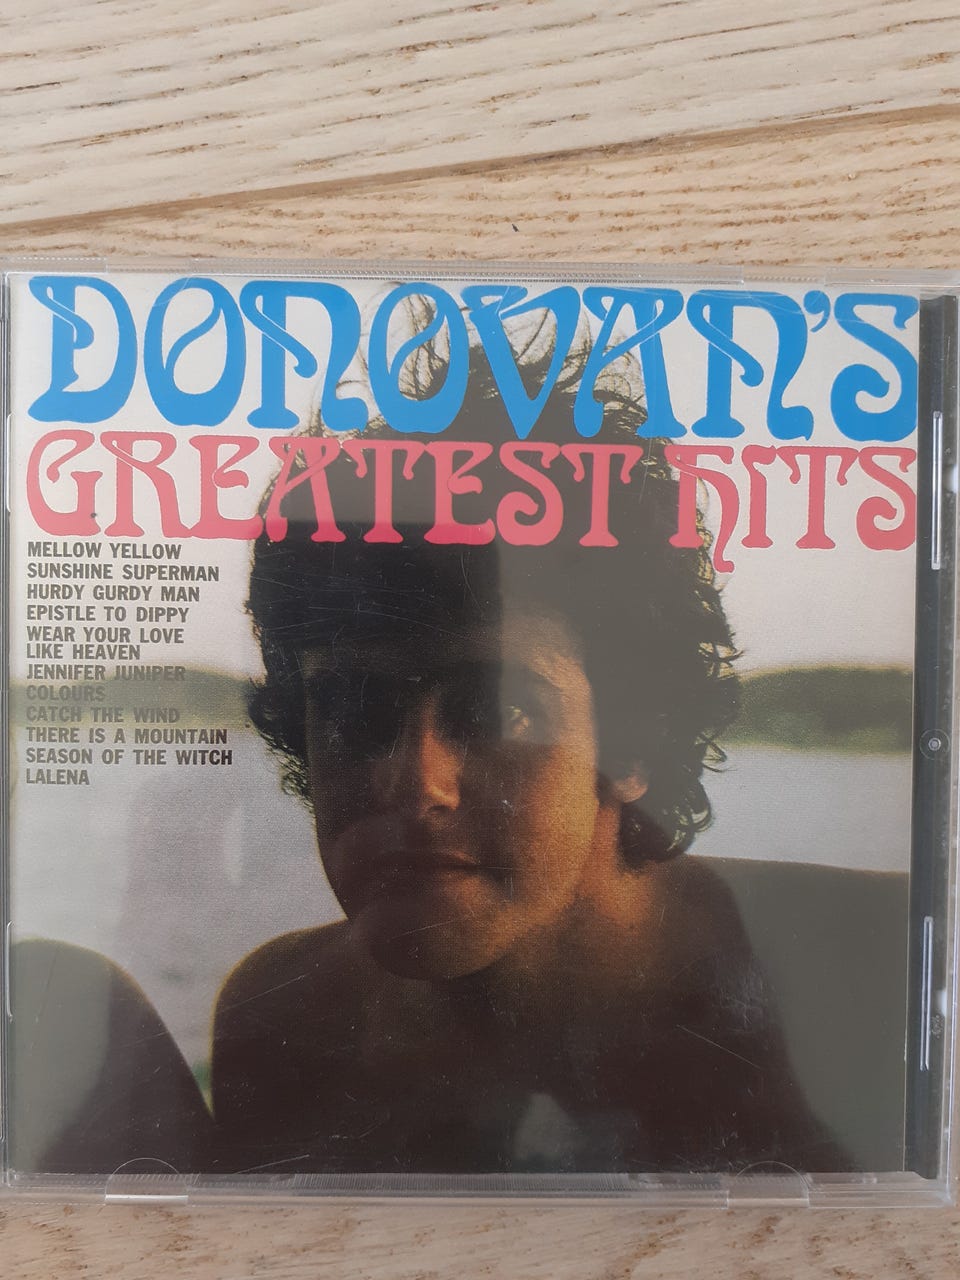 DONOVAN'S
GREATEST HITS
MELLOW YELLOW
SUNSHINE SUPERMAN
HURDY GURDY MAN
EPISTLE TO DIPPY
WEAR YOUR LOVE
LIKE HEAVEN
JENNIFER JUNIPER
COLOURS
CATCH THE WIND
THERE IS A MOUNTAIN
SEASON OF THE WITCH
LALENA